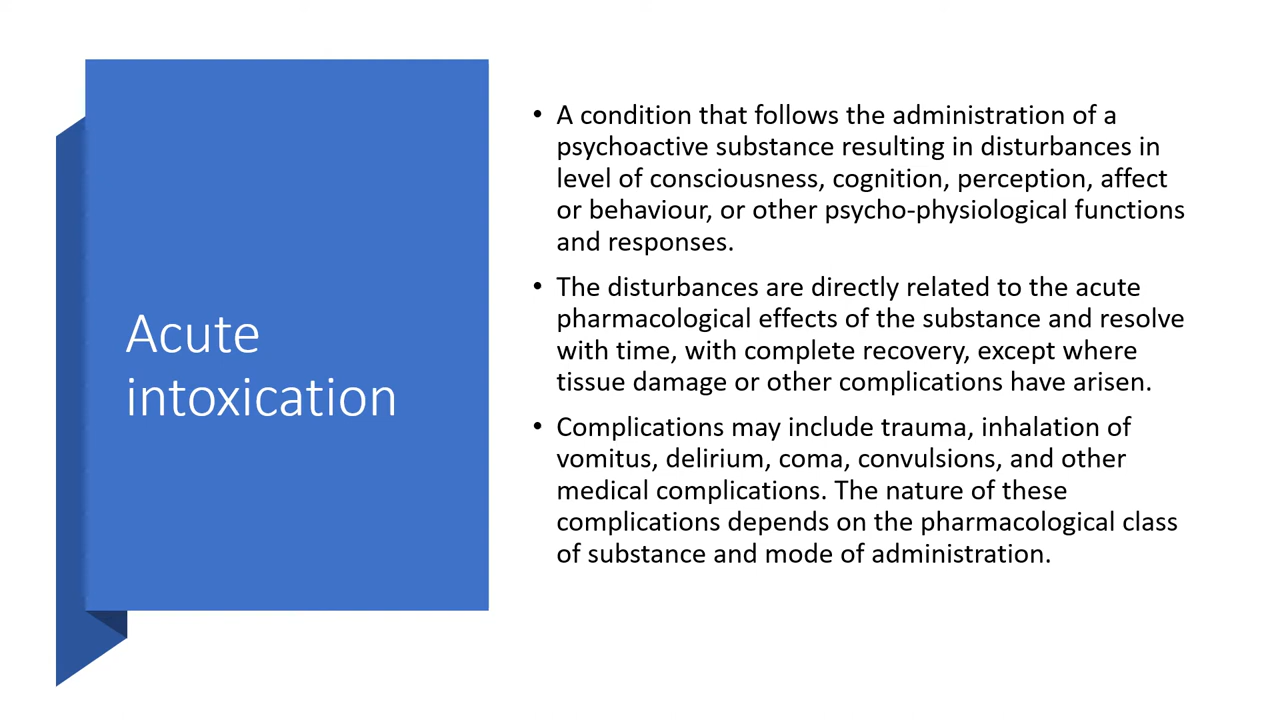 Acute
intoxication
• A condition that follows the administration of a
psychoactive substance resulting in disturbances in
level of consciousness, cognition, perception, affect
or behaviour, or other psycho-physiological functions
and responses.
• The disturbances are directly related to the acute
pharmacological effects of the substance and resolve
with time, with complete recovery, except where
tissue damage or other complications have arisen.
• Complications may include trauma, inhalation of
vomitus, delirium, coma, convulsions, and other
medical complications. The nature of these
complications depends on the pharmacological class
of substance and mode of administration.